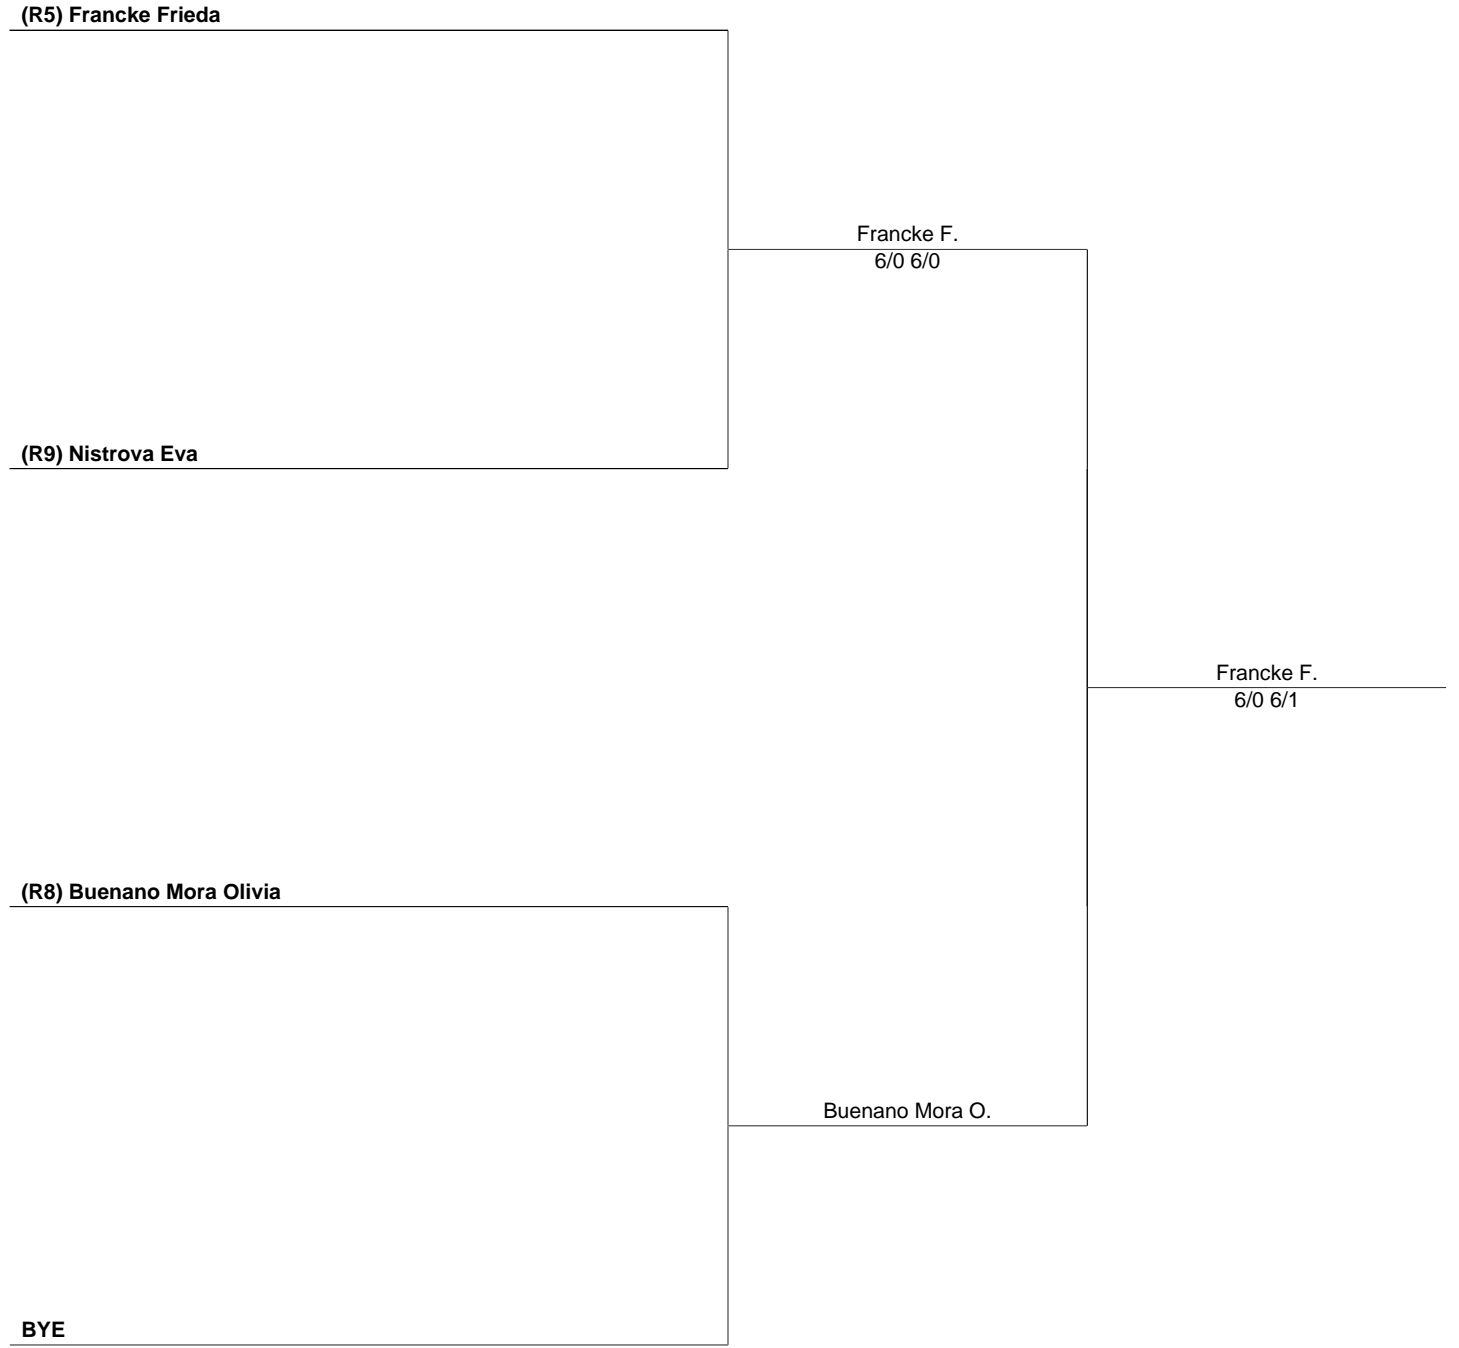 (R5) Francke Frieda
Francke F.
6/0 6/0
(R9) Nistrova Eva
Francke F.
6/0 6/1
(R8) Buenano Mora Olivia
Buenano Mora O.
BYE